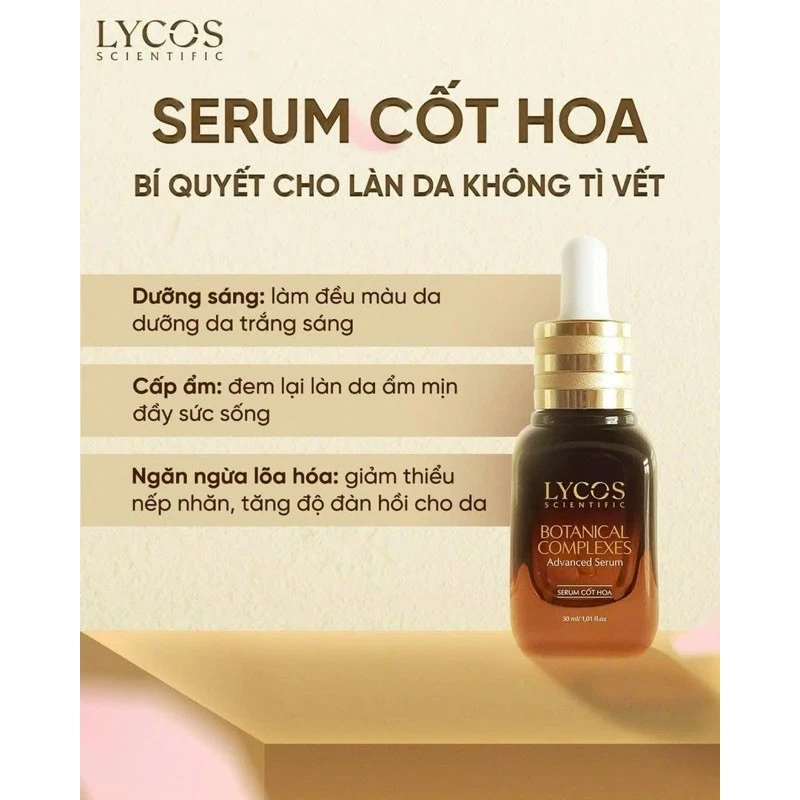 LYCOS
SCIENTIFIC
SERUM CỐT HOA
BÍ QUYẾT CHO LÀN DA KHÔNG TÌ VẾT
Dưỡng sáng: làm đều màu da
dưỡng da trắng sáng
Cấp ẩm: đem lại làn da ẩm mịn
đầy sức sống
Ngăn ngừa lõa hóa: giảm thiểu
nếp nhăn, tăng độ đàn hồi cho da
LYCOS
SCIENTIFIC
BOTANICAL
COMPLEXES
Advanced Serum
SERUM CỐT HOA
30 ml/1,01 fl.oz